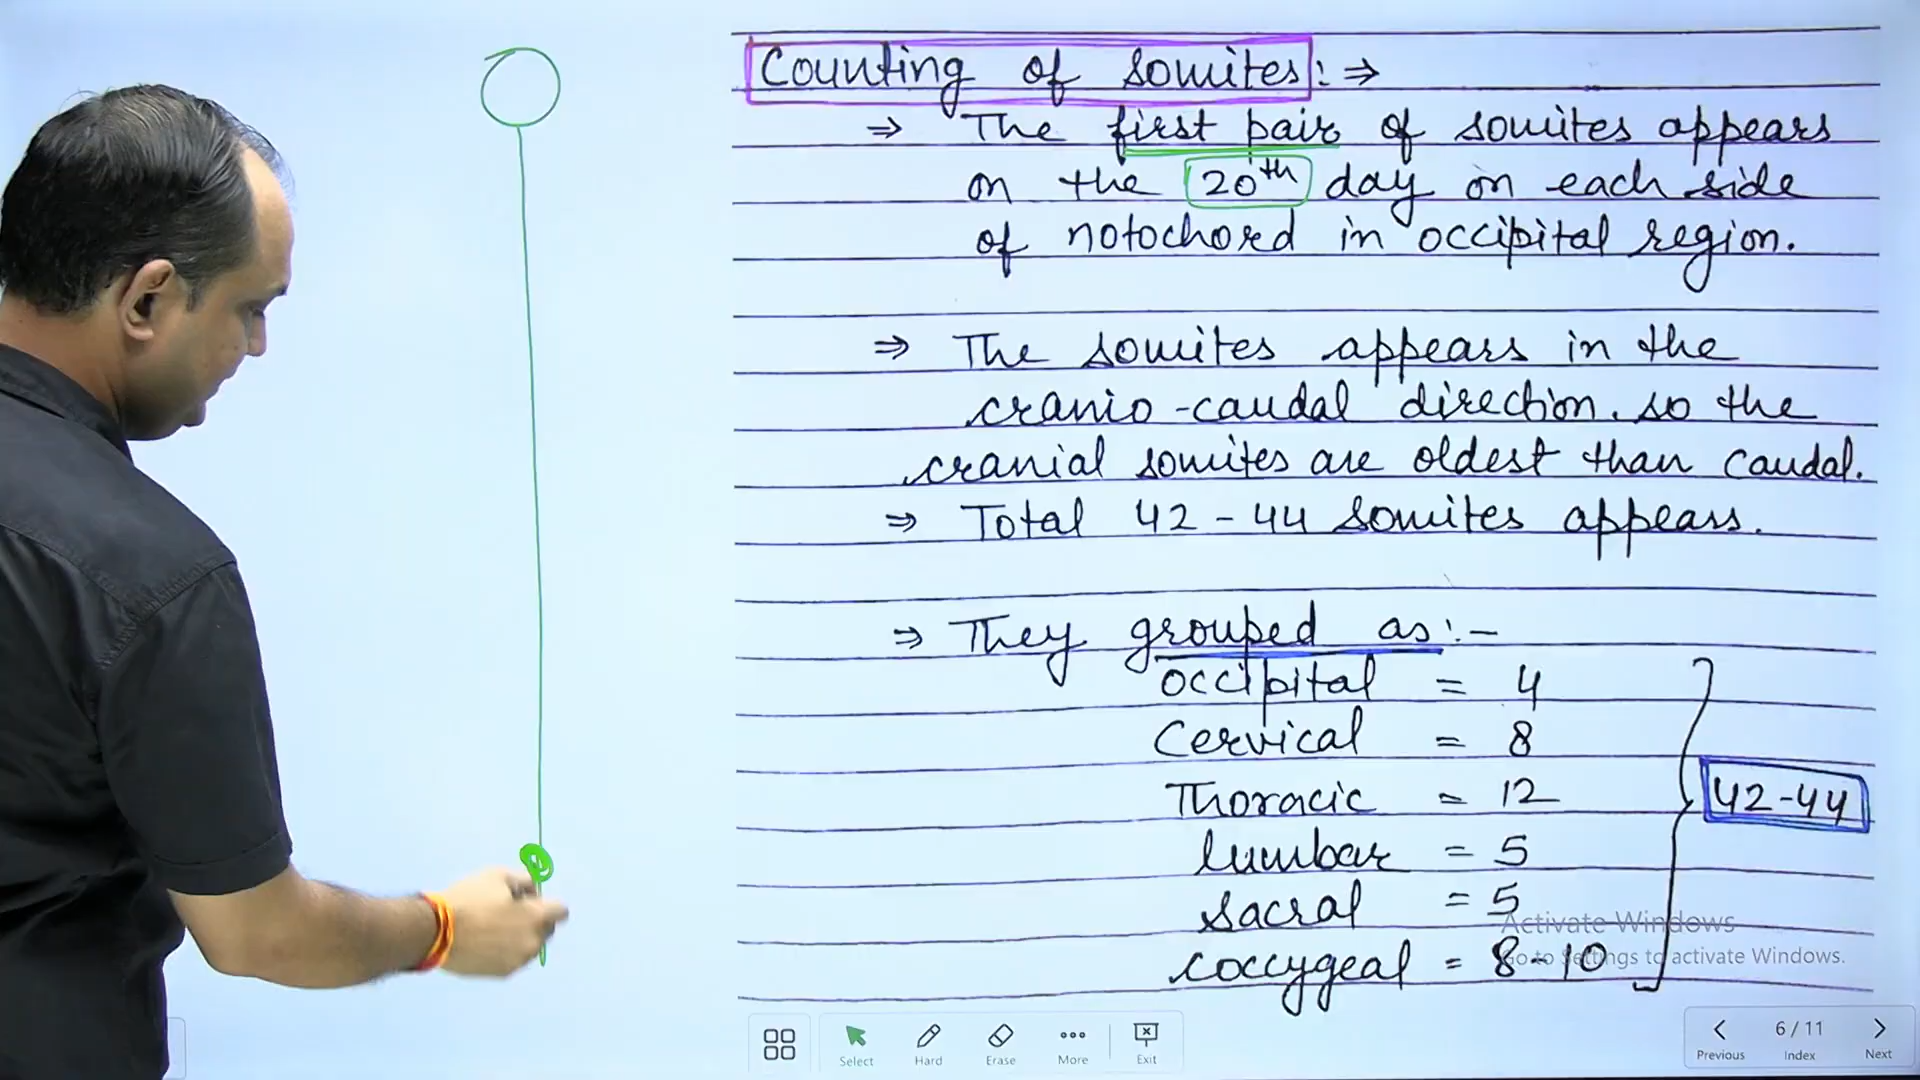 Counting of somites :⇒
⇒ The first pair of somites appears
on the 20th day on each side
of notochord in occipital region.
⇒ The somites appears in the
cranio-caudal direction. so the
cranial somites are oldest than caudal.
⇒ Total 42-44 somites appears.
⇒ They grouped as :-
occipital = 4
Cervical = 8
Thoracic = 12
42-44
lumbar = 5
sacral = 5
coccygeal = 8-10
Activate Windows
Go to Settings to activate Windows.
Select
Hard
Erase
More
Exit
Previous
6 / 11
Index
Next